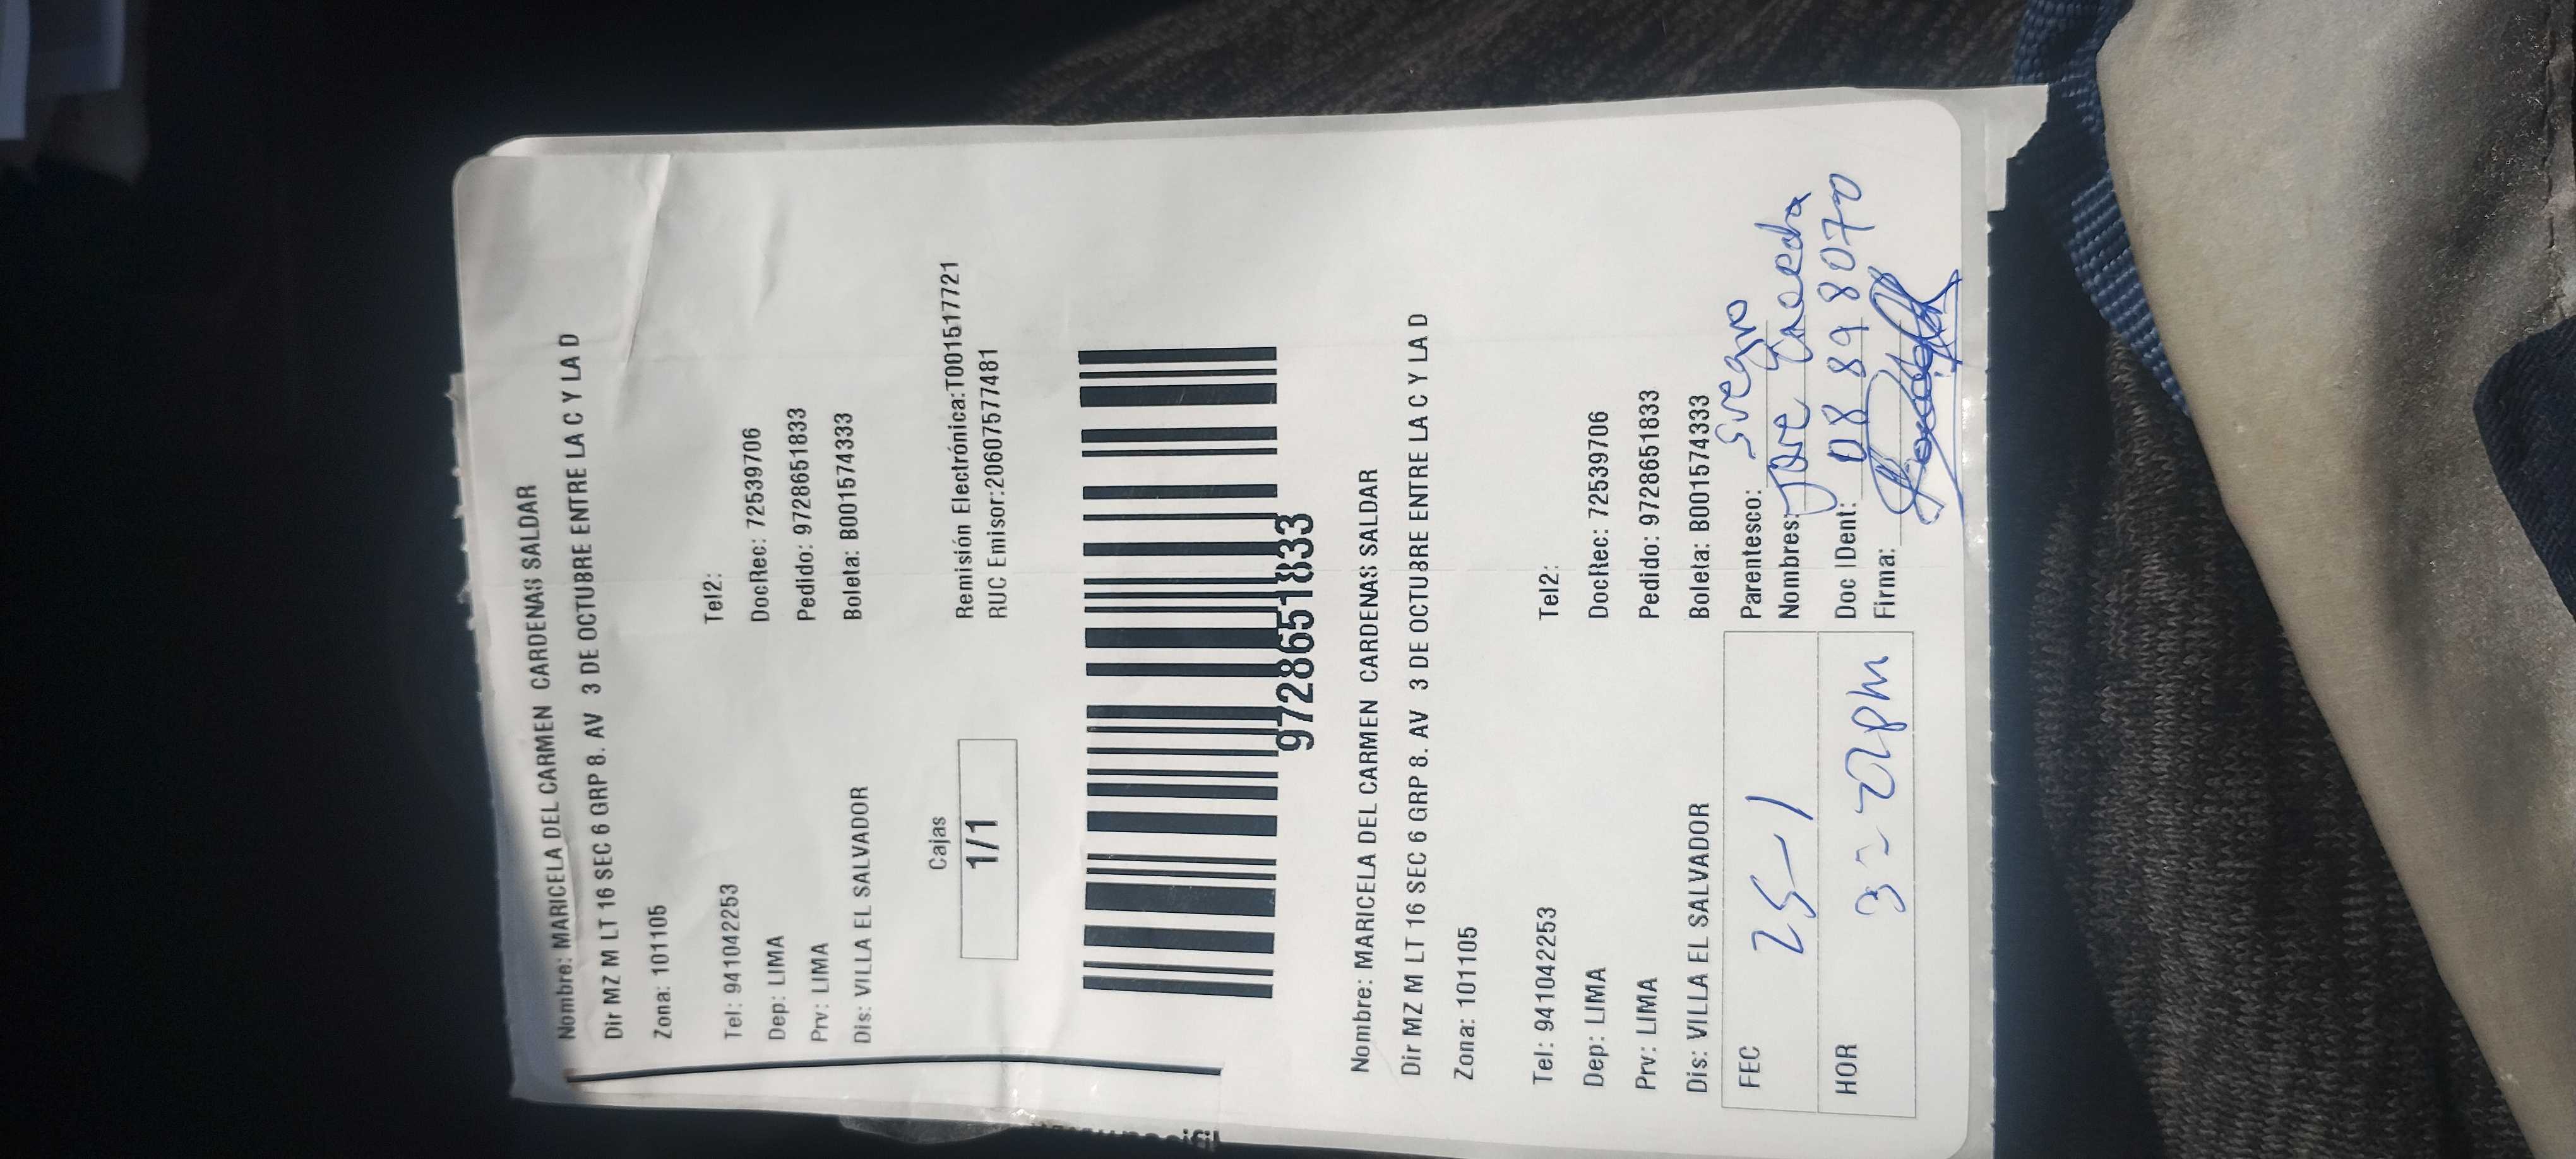 Nombre: MARICELA DEL CARMEN CARDENAS SALDAR
Dir MZ M LT 16 SEC 6 GRP 8. AV 3 DE OCTUBRE ENTRE LA C Y LA D
Zona: 101105
Tel: 941042253 Tel2:
Dep: LIMA DocRec: 72539706
Prv: LIMA Pedido: 9728651833
Dis: VILLA EL SALVADOR Boleta: B001574333
Cajas
1/1
Remisión Electrónica:T001517721
RUC Emisor:20607577481
9728651833
Nombre: MARICELA DEL CARMEN CARDENAS SALDAR
Dir MZ M LT 16 SEC 6 GRP 8. AV 3 DE OCTUBRE ENTRE LA C Y LA D
Zona: 101105
Tel: 941042253 Tel2:
Dep: LIMA DocRec: 72539706
Prv: LIMA Pedido: 9728651833
Dis: VILLA EL SALVADOR Boleta: B001574333
FEC 25-1 Parentesco: suegro
Nombres: Jose
HOR 3:22pm Doc IDent: 08898070
Firma: